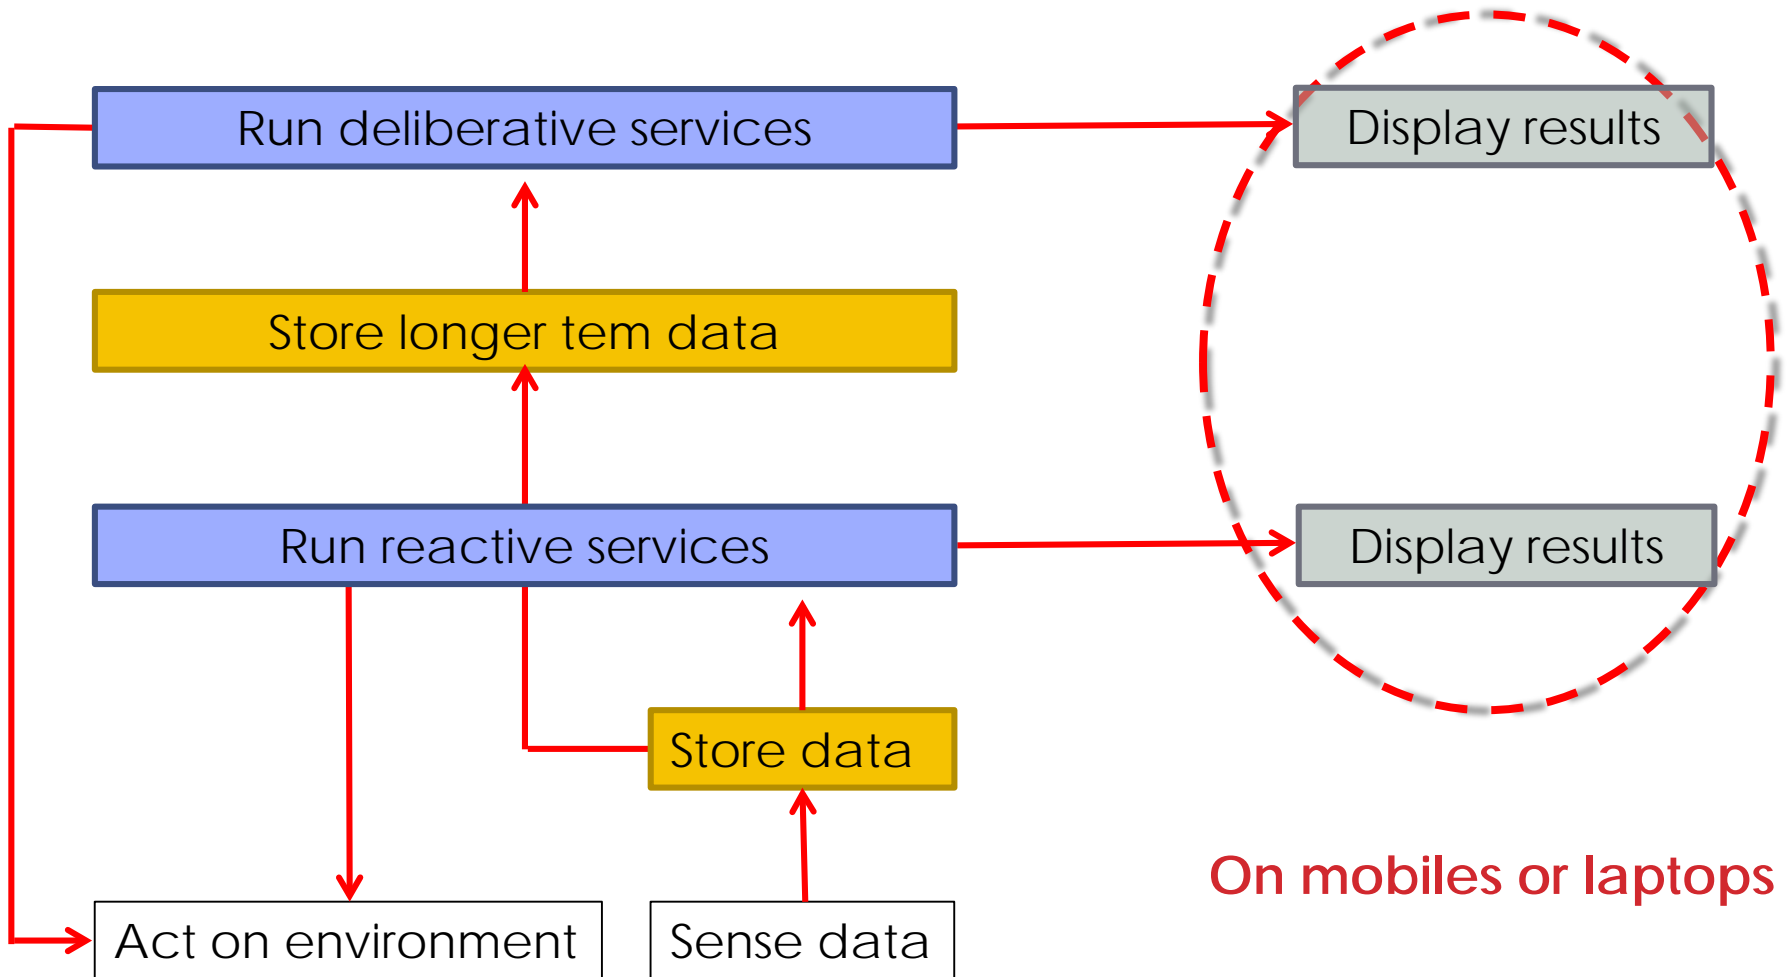 Run deliberative services
Display results
Store longer tem data
Run reactive services
Display results
Store data
On mobiles or laptops
Act on environment
Sense data